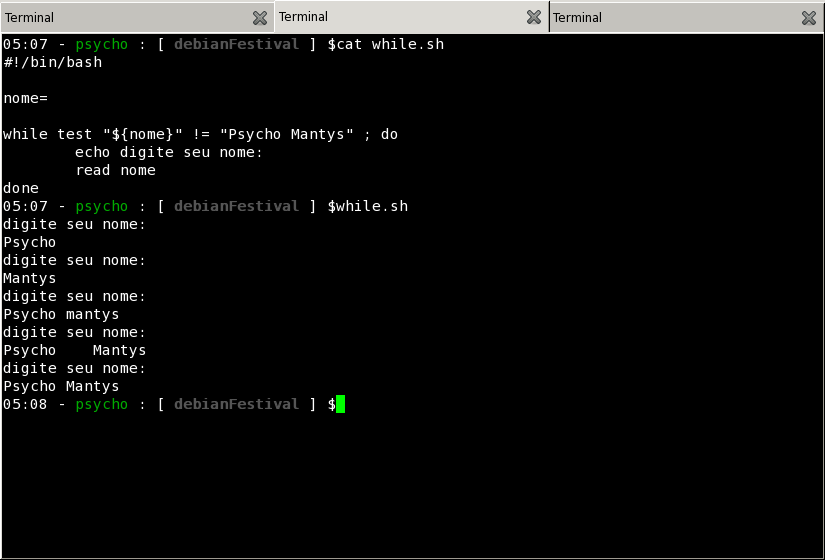 Terminal Terminal Terminal
05:07 - psycho : [ debianFestival ] $cat while.sh
#!/bin/bash

nome=

while test "${nome}" != "Psycho Mantys" ; do
        echo digite seu nome:
        read nome
done
05:07 - psycho : [ debianFestival ] $while.sh
digite seu nome:
Psycho
digite seu nome:
Mantys
digite seu nome:
Psycho mantys
digite seu nome:
Psycho    Mantys
digite seu nome:
Psycho Mantys
05:08 - psycho : [ debianFestival ] $